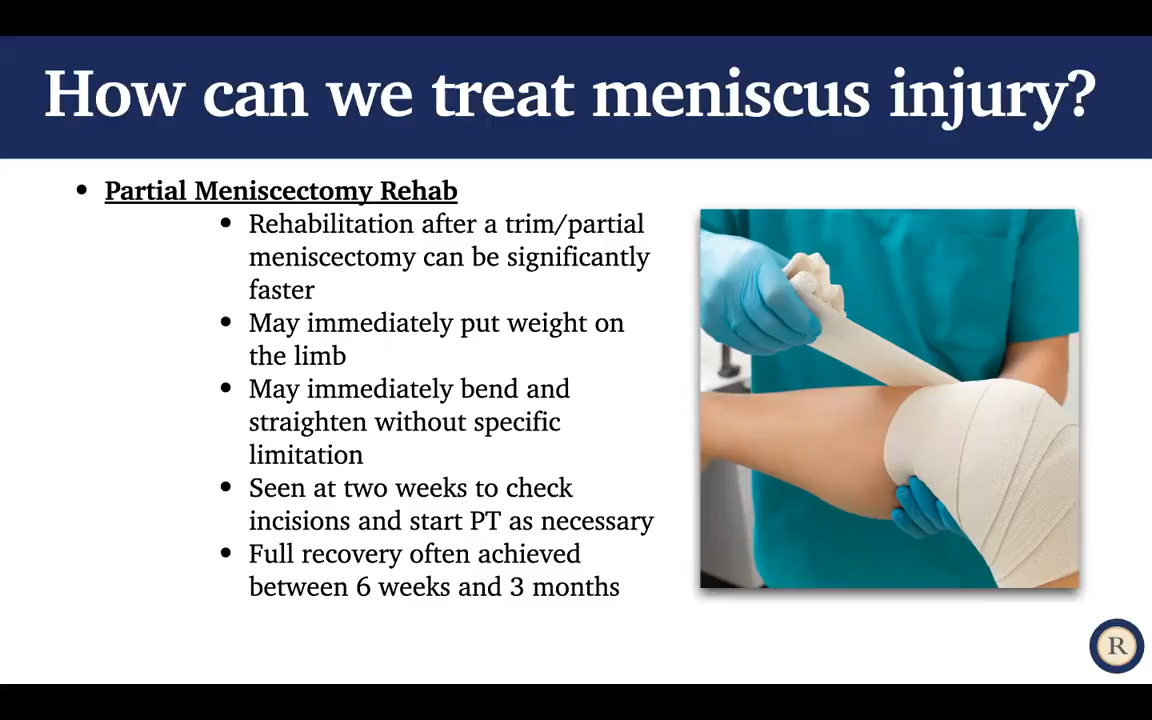 How can we treat meniscus injury?
• Partial Meniscectomy Rehab
• Rehabilitation after a trim/partial
meniscectomy can be significantly
faster
• May immediately put weight on
the limb
• May immediately bend and
straighten without specific
limitation
• Seen at two weeks to check
incisions and start PT as necessary
• Full recovery often achieved
between 6 weeks and 3 months
R